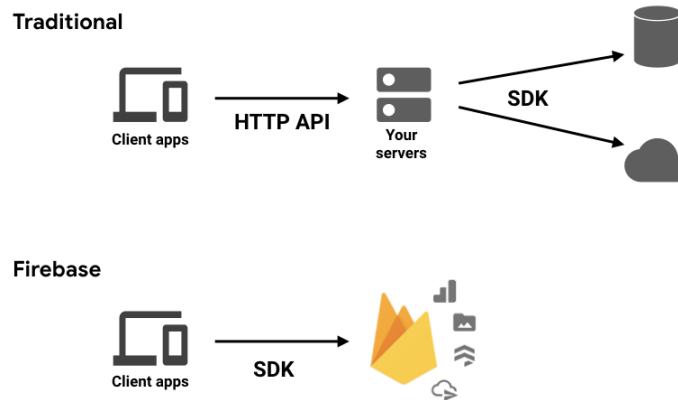 Traditional
Client apps
HTTP API
Your
servers
SDK
Firebase
Client apps
SDK